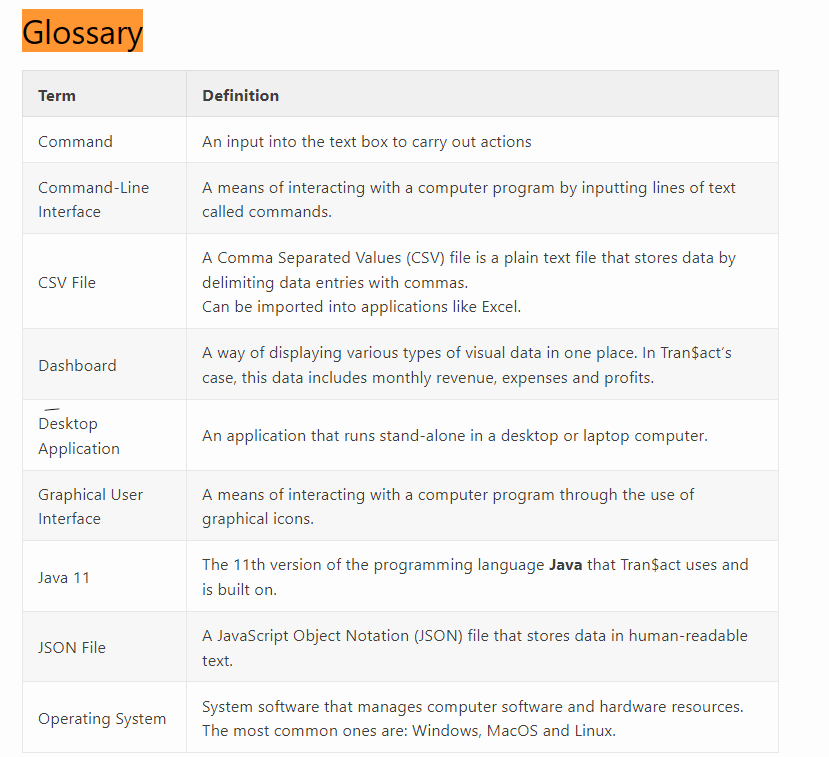 Glossary
Term
Definition
Command
An input into the text box to carry out actions
Command-Line
Interface
A means of interacting with a computer program by inputting lines of text
called commands.
CSV File
A Comma Separated Values (CSV) file is a plain text file that stores data by
delimiting data entries with commas.
Can be imported into applications like Excel.
Dashboard
A way of displaying various types of visual data in one place. In Tran$act’s
case, this data includes monthly revenue, expenses and profits.
Desktop
Application
An application that runs stand-alone in a desktop or laptop computer.
Graphical User
Interface
A means of interacting with a computer program through the use of
graphical icons.
Java 11
The 11th version of the programming language Java that Tran$act uses and
is built on.
JSON File
A JavaScript Object Notation (JSON) file that stores data in human-readable
text.
Operating System
System software that manages computer software and hardware resources.
The most common ones are: Windows, MacOS and Linux.